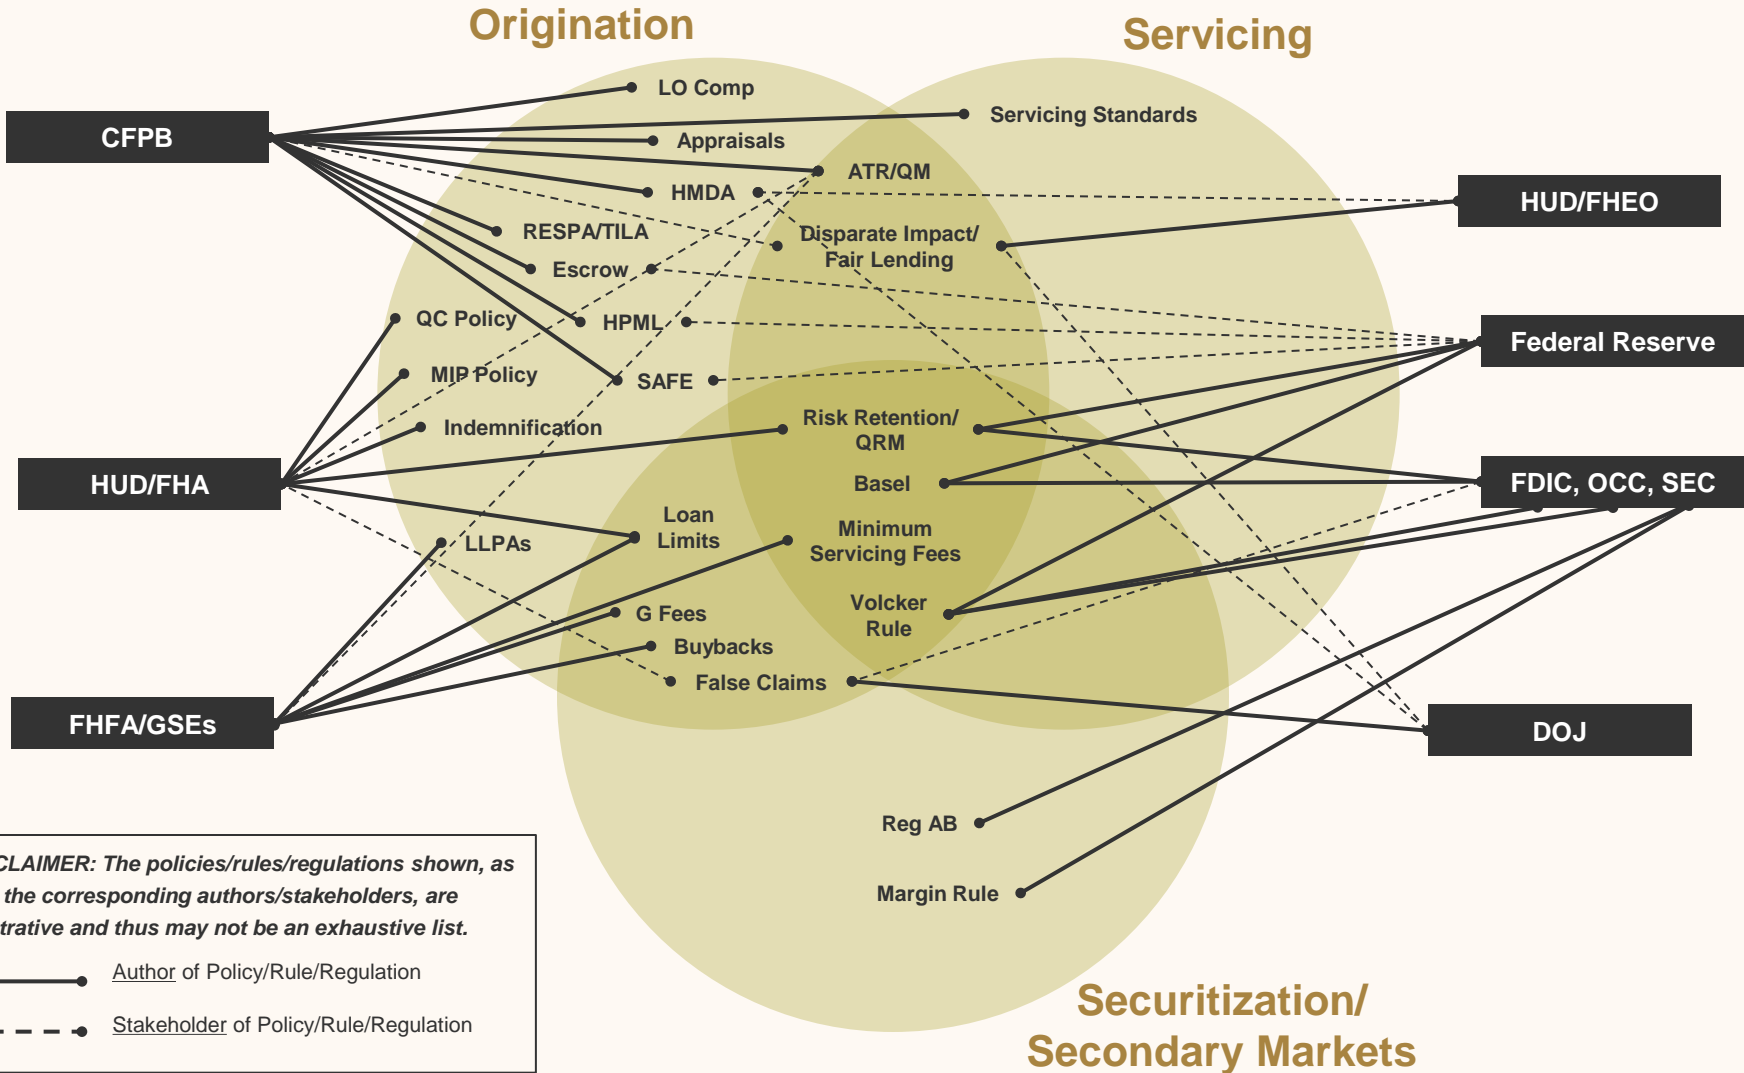 Origination
Servicing
LO Comp
Servicing Standards
CFPB
Appraisals
ATR/QM
HMDA
HUD/FHEO
RESPA/TILA
Disparate Impact/
Fair Lending
Escrow
QC Policy
HPML
Federal Reserve
MIP Policy
SAFE
Indemnification
Risk Retention/
QRM
HUD/FHA
Basel
FDIC, OCC, SEC
Loan
Limits
LLPAs
Minimum
Servicing Fees
G Fees
Volcker
Rule
Buybacks
False Claims
FHFA/GSEs
DOJ
Reg AB
Margin Rule
CLAIMER: The policies/rules/regulations shown, as
the corresponding authors/stakeholders, are
trative and thus may not be an exhaustive list.
Author of Policy/Rule/Regulation
Stakeholder of Policy/Rule/Regulation
Securitization/
Secondary Markets